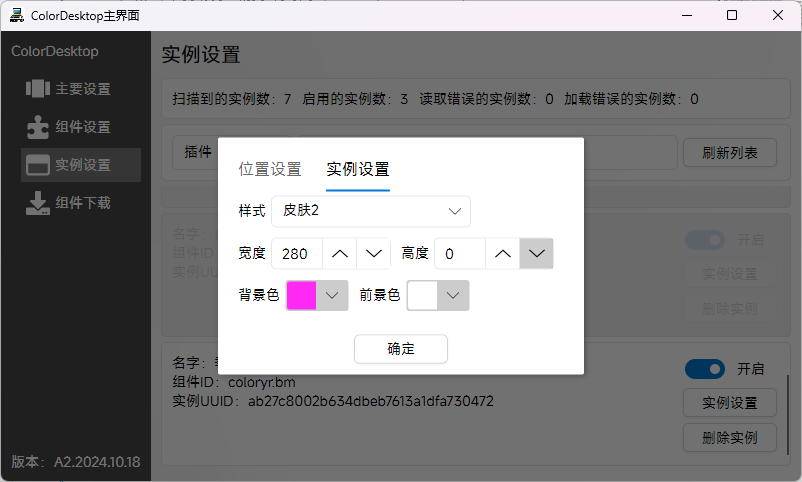 ColorDesktop主界面
ColorDesktop
主要设置
组件设置
实例设置
组件下载
版本：A2.2024.10.18
实例设置
扫描到的实例数：7 启用的实例数：3 读取错误的实例数：0 加载错误的实例数：0
插件
刷新列表
名字：
组件ID：
实例UU
开启
实例设置
删除实例
位置设置 实例设置
样式 皮肤2
宽度 280 高度 0
背景色 前景色
确定
名字：
组件ID：coloryr.bm
实例UUID：ab27c8002b634dbeb7613a1dfa730472
开启
实例设置
删除实例